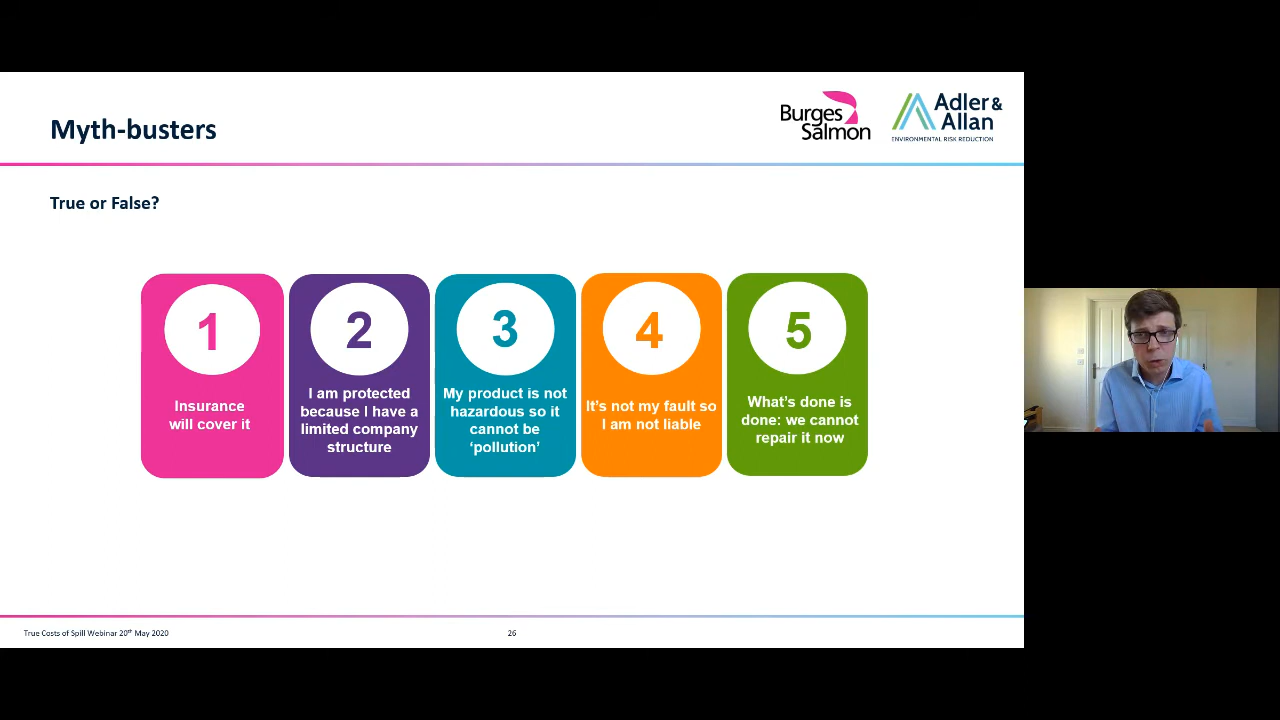 Myth-busters
Burges
Salmon
Adler &
Allan
ENVIRONMENTAL RISK REDUCTION
True or False?
1
Insurance
will cover it
2
I am protected
because I have a
limited company
structure
3
My product is not
hazardous so it
cannot be
‘pollution’
4
It's not my fault so
I am not liable
5
What's done is
done: we cannot
repair it now
True Costs of Spill Webinar 20th May 2020
26